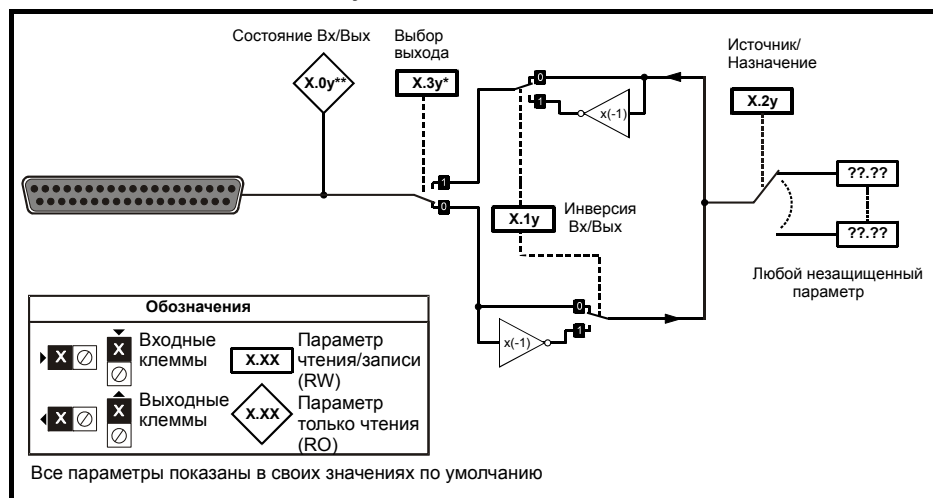 Состояние Вх/Вых
X.0y**
Выбор
выхода
X.3y*
0
1
x(-1)
Источник/
Назначение
X.2y
1
0
X.1y
Инверсия
Вх/Вых
??.??
??.??
Любой незащищенный
параметр
0
1
x(-1)
Обозначения
X
X
Входные
клеммы
X.XX
Параметр
чтения/записи
(RW)
X
X
Выходные
клеммы
X.XX
Параметр
только чтения
(RO)
Все параметры показаны в своих значениях по умолчанию